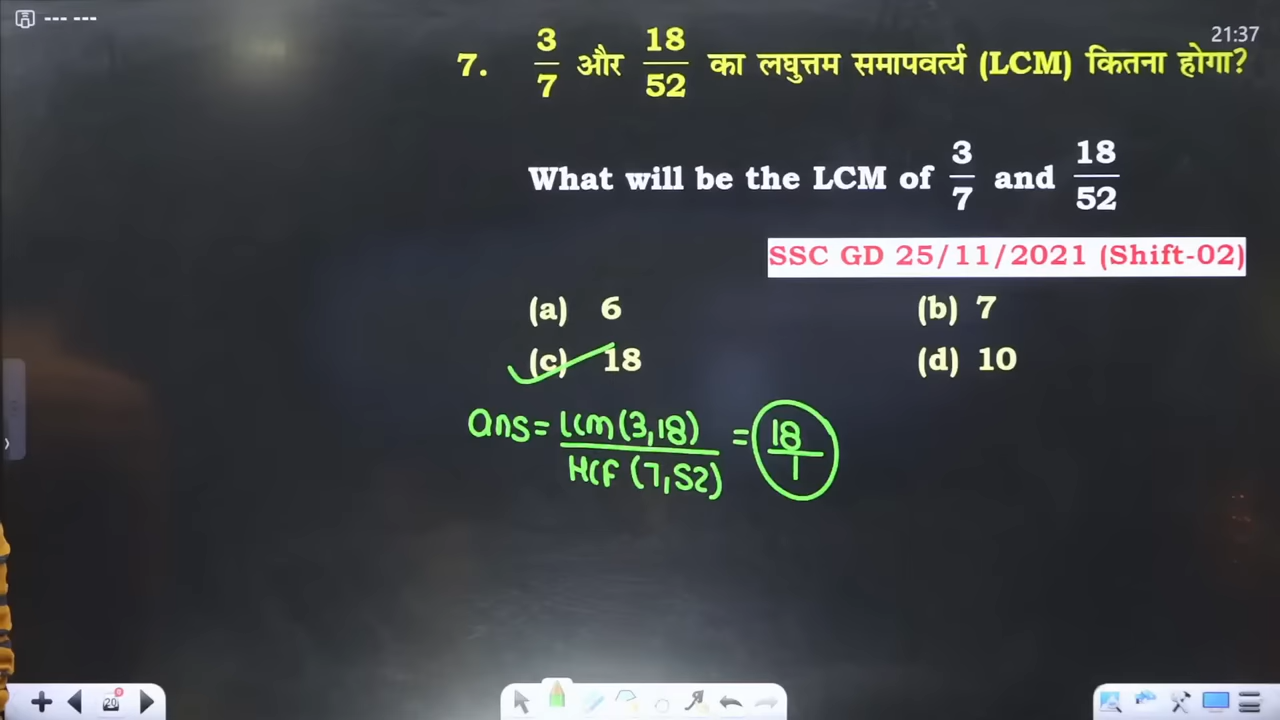 21:37
7. 3/7 और 18/52 का लघुत्तम समापवर्त्य (LCM) कितना होगा?
What will be the LCM of 3/7 and 18/52
SSC GD 25/11/2021 (Shift-02)
(a) 6 (b) 7
(c) 18 (d) 10
Ans = LCM(3,18)/HCF(7,52) = 18/1
20